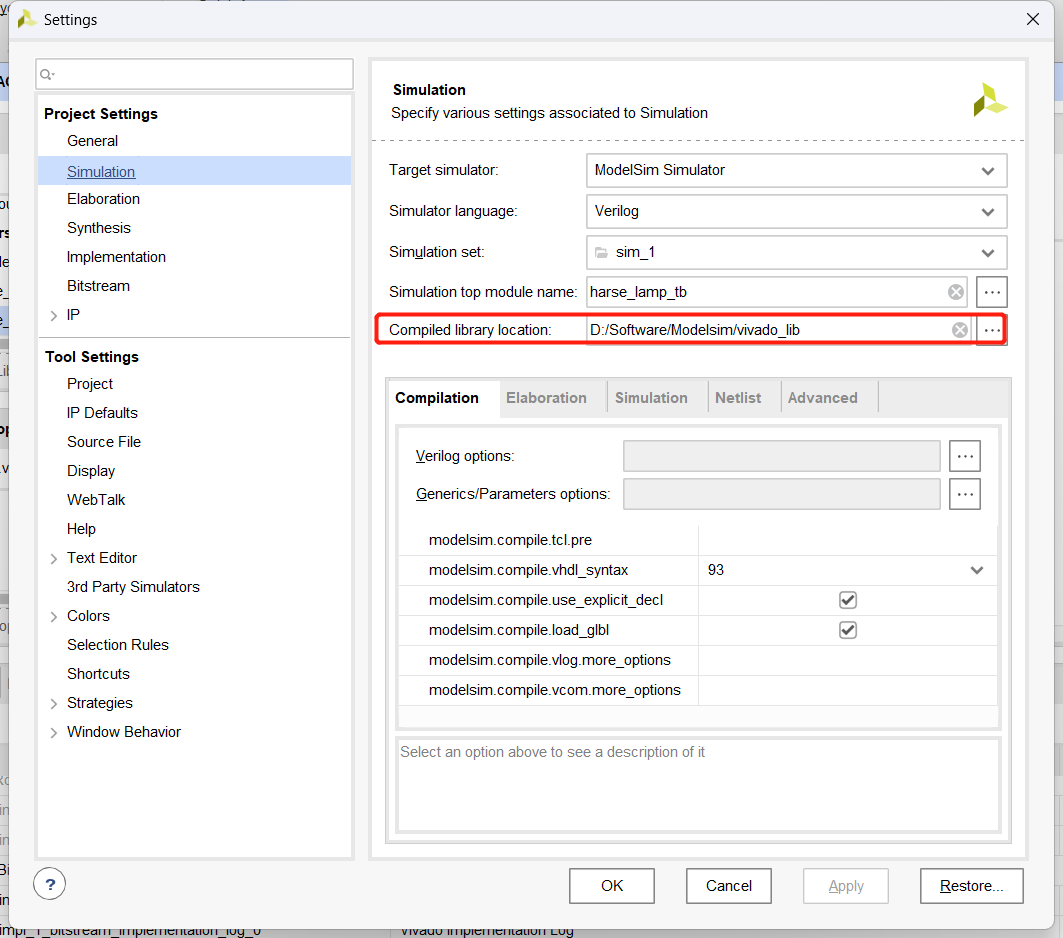 Settings
Project Settings
General
Simulation
Elaboration
Synthesis
Implementation
Bitstream
IP
Tool Settings
Project
IP Defaults
Source File
Display
WebTalk
Help
Text Editor
3rd Party Simulators
Colors
Selection Rules
Shortcuts
Strategies
Window Behavior
Simulation
Specify various settings associated to Simulation
Target simulator: ModelSim Simulator
Simulator language: Verilog
Simulation set: sim_1
Simulation top module name: harse_lamp_tb
Compiled library location: D:/Software/Modelsim/vivado_lib
Compilation Elaboration Simulation Netlist Advanced
Verilog options:
Generics/Parameters options:
modelsim.compile.tcl.pre
modelsim.compile.vhdl_syntax 93
modelsim.compile.use_explicit_decl
modelsim.compile.load_glbl
modelsim.compile.vlog.more_options
modelsim.compile.vcom.more_options
Select an option above to see a description of it
? OK Cancel Apply Restore...
impl_1_bitstream_implementation_log_0 Vivado Implementation Log